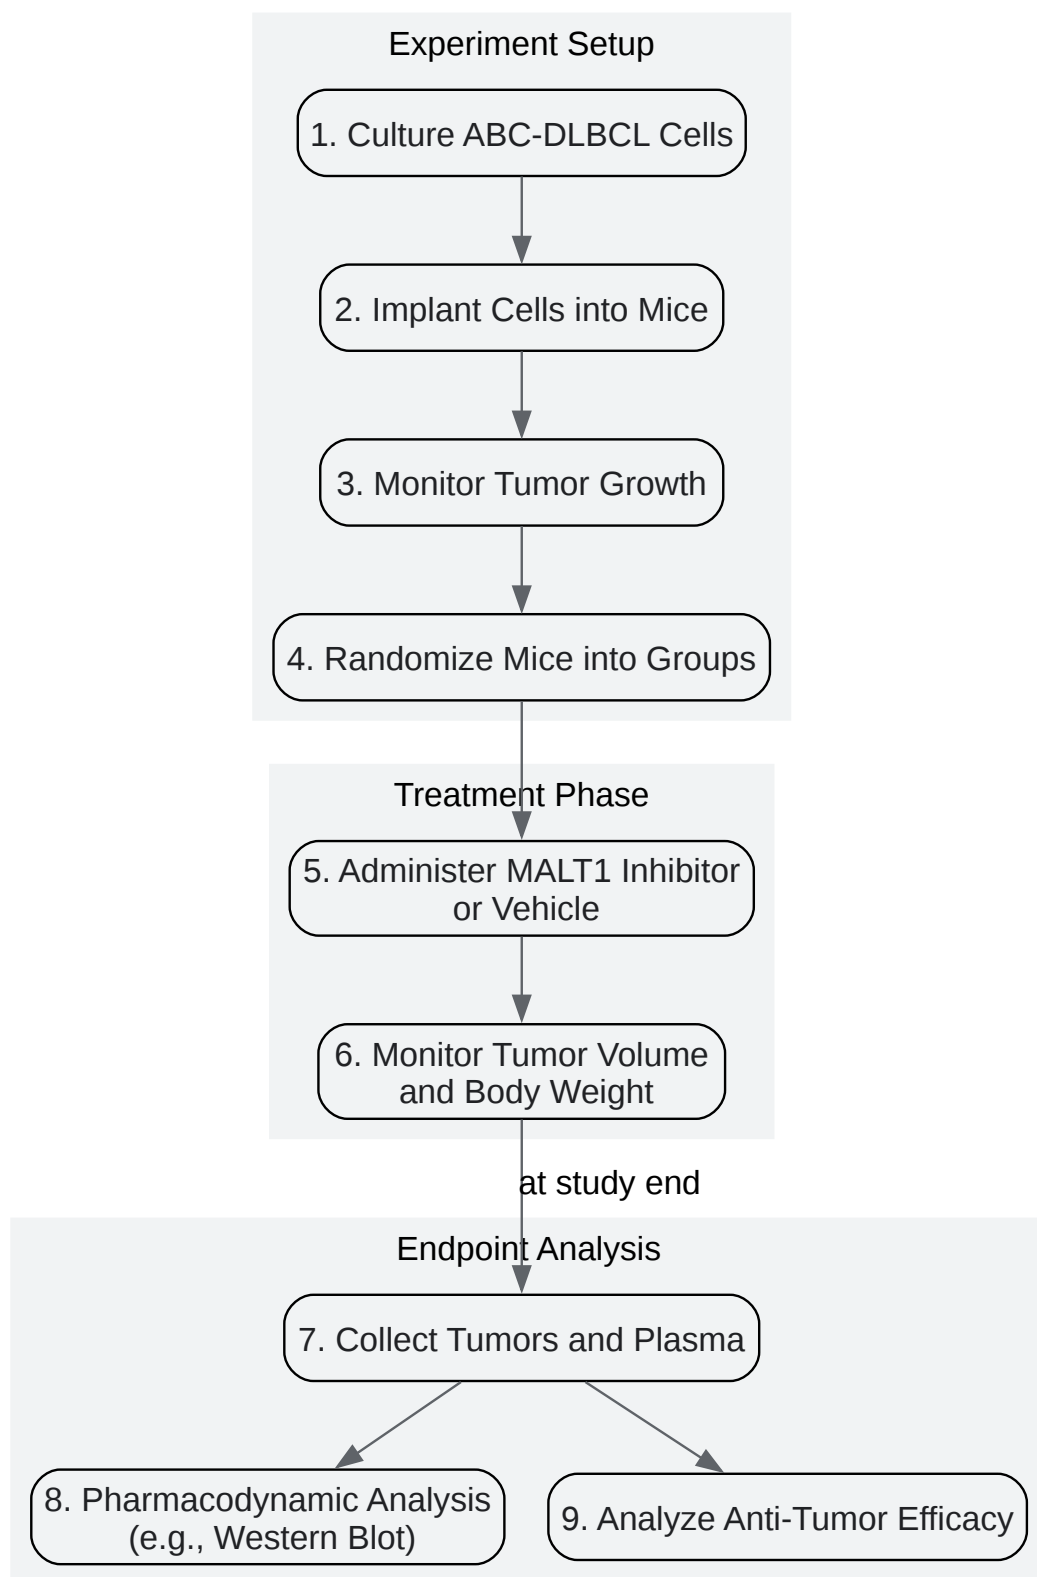 Experiment Setup
1. Culture ABC-DLBCL Cells
2. Implant Cells into Mice
3. Monitor Tumor Growth
4. Randomize Mice into Groups
Treatment Phase
5. Administer MALT1 Inhibitor
or Vehicle
6. Monitor Tumor Volume
and Body Weight
at study end
Endpoint Analysis
7. Collect Tumors and Plasma
8. Pharmacodynamic Analysis
(e.g., Western Blot)
9. Analyze Anti-Tumor Efficacy